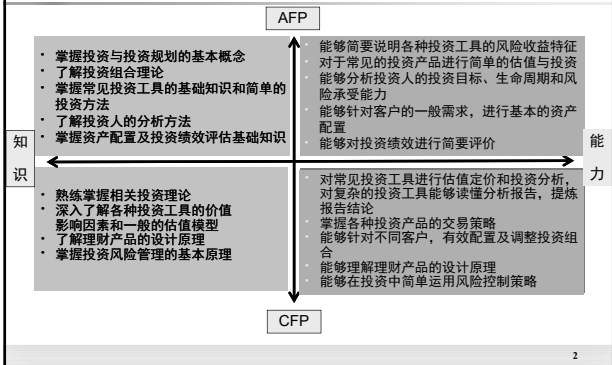 AFP
掌握投资与投资规划的基本概念
了解投资组合理论
掌握常见投资工具的基础知识和简单的
投资方法
了解投资人的分析方法
掌握资产配置及投资绩效评估基础知识
能够简要说明各种投资工具的风险收益特征
对于常见的投资产品进行简单的估值与投资
能够分析投资人的投资目标、生命周期和风
险承受能力
能够针对客户的一般需求，进行基本的资产
配置
能够对投资绩效进行简要评价
知
识
能
力
熟练掌握相关投资理论
深入了解各种投资工具的价值
影响因素和一般的估值模型
了解理财产品的设计原理
掌握投资风险管理的基本原理
对常见投资工具进行估值定价和投资分析，
对复杂的投资工具能够读懂分析报告，提炼
报告结论
掌握各种投资产品的交易策略
能够针对不同客户，有效配置及调整投资组
合
能够理解理财产品的设计原理
能够在投资中简单运用风险控制策略
CFP
2